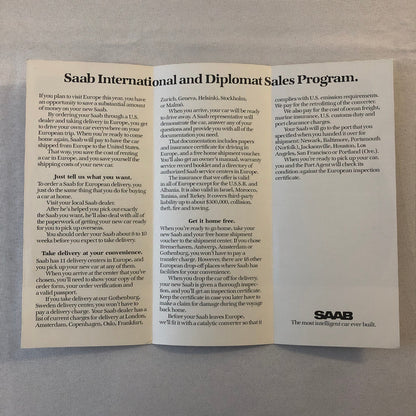 Saab International and Diplomat Sales Program.
If you plan to visit Europe this year, you have
an opportunity to save a substantial amount
of money on your new Saab.
By ordering your Saab through a U.S.
dealer and taking delivery in Europe, you get
to drive your own car everywhere on your
European trip. When you're ready to come
home again, Saab will pay to have the car
shipped from Europe to the United States.
That way, you save the cost of renting
a car in Europe, and you save yourself the
shipping costs of your new car.
Just tell us what you want.
To order a Saab for European delivery, you
just do the same thing that you do for buying
a car at home.
Visit your local Saab dealer.
After he's helped you pick out exactly
the Saab you want, he'll also deal with all of
the paperwork of getting your new car ready
for you to pick up overseas.
You should order your Saab 8 to 10
weeks before you expect to take delivery.
Take delivery at your convenience.
Saab has 11 delivery centers in Europe, and
you pick up your new car at any of them.
When you arrive at the center that you've
chosen, you'll need to show your copy of the
order form, your order verification and
a valid passport.
If you take delivery at our Gothenburg,
Sweden delivery center, you won't have to
pay a delivery charge. Your Saab dealer has a
list of current charges for delivery at London,
Amsterdam, Copenhagen, Oslo, Frankfurt,
Zurich, Geneva, Helsinki, Stockholm,
or Malmö.
When you arrive, your car will be ready
to drive away. A Saab representative will
demonstrate the car, answer any of your
questions and provide you with all of the
documentation you need.
That documentation includes papers
and insurance certificate for driving in
Europe, and a free home shipment voucher.
You'll also get an owner's manual, warranty
service record booklet and a directory of
authorized Saab service centers in Europe.
The insurance that we offer is valid
in all of Europe except for the U.S.S.R. and
Albania. It is also valid in Israel, Morocco,
Tunisia, and Turkey. It covers third-party
liability up to about $300,000, collision,
theft, fire and towing.
Get it home free.
When you're ready to go home, take your
new Saab and your free home shipment
voucher to the shipment center. If you chose
Bremerhaven, Antwerp, Amsterdam or
Gothenburg, you won't have to pay a
transfer charge. However, there are 16 other
European drop-off places where Saab has
facilities for your convenience.
When you drop the car off for delivery,
your new Saab is given a thorough inspec-
tion, and you'll get an inspection certificate.
Keep the certificate in case you later have to
make a claim for damage during the voyage
back home.
Before your Saab leaves Europe,
we'll fit it with a catalytic converter so that it
complies with U.S. emission requirements.
We pay for the retrofitting of the converter.
We also pay for the cost of ocean freight,
marine insurance, U.S. customs duty and
port clearance charges.
Your Saab will go to the port that you
specified when you handed it over for
shipment: Newark, Baltimore, Portsmouth
(Norfolk), Jacksonville, Houston, Los
Angeles, San Francisco or Portland (Ore.).
When you're ready to pick up your car,
you and the Port Agent will check its
condition against the European inspection
certificate.
SAAB
The most intelligent car ever built.